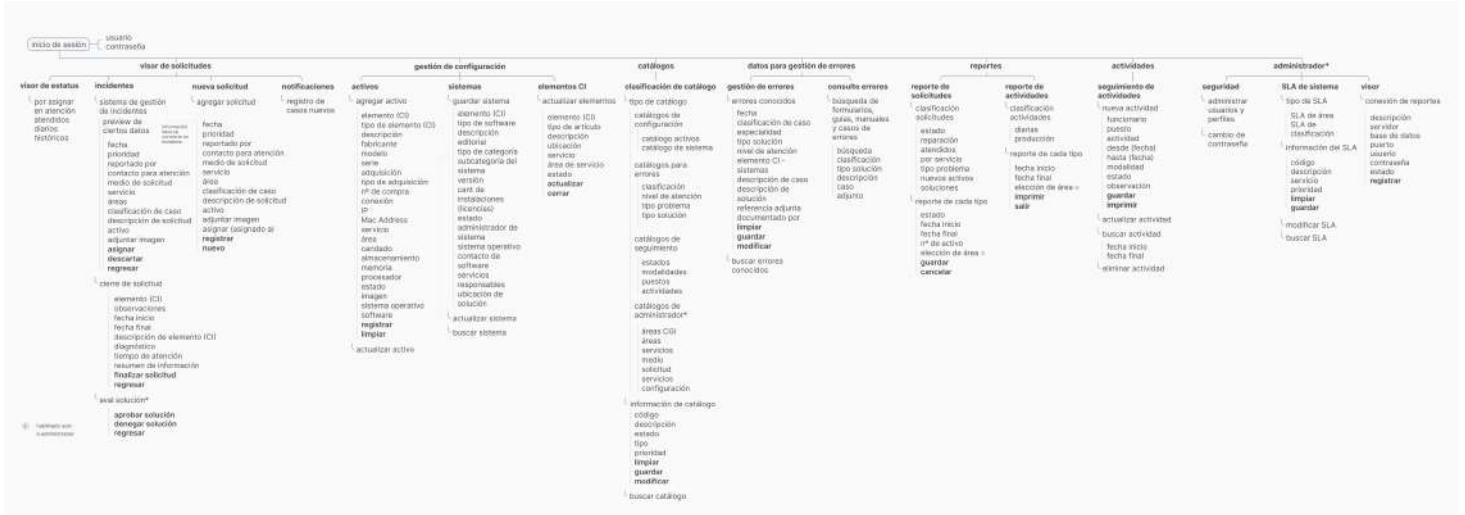 inicio de sesión
usuario
contraseña
visor de solicitudes
visor de estatus
por asignar
en atención
atendidos
diarios
históricos
incidentes
sistema de gestión
de incidentes
preview de
ciertos datos
fecha
prioridad
reportado por
contacto para atención
medio de solicitud
servicio
áreas
clasificación de caso
descripción de solicitud
activo
adjuntar imagen
asignar
descartar
regresar
cierre de solicitud
elemento (CI)
observaciones
fecha inicio
fecha final
descripción de elemento (CI)
diagnóstico
tiempo de atención
resumen de información
finalizar solicitud
regresar
aval solución*
aprobar solución
denegar solución
regresar
nueva solicitud
agregar solicitud
fecha
prioridad
reportado por
contacto para atención
medio de solicitud
servicio
área
clasificación de caso
descripción de solicitud
activo
adjuntar imagen
asignar (asignado a)
registrar
nuevo
notificaciones
registro de
casos nuevos
gestión de configuración
activos
agregar activo
elemento (CI)
tipo de elemento (CI)
descripción
fabricante
modelo
serie
adquisición
tipo de adquisición
nº de compra
conexión
IP
Mac Address
servicio
área
candado
almacenamiento
memoria
procesador
estado
imagen
sistema operativo
software
registrar
limpiar
actualizar activo
sistemas
guardar sistema
elemento (CI)
tipo de software
descripción
editorial
tipo de categoría
subcategoría del
sistema
versión
cant de
instalaciones
(licencias)
estado
administrador de
sistema
sistema operativo
contacto de
software
servicios
responsables
ubicación de
solución
actualizar sistema
buscar sistema
elementos CI
actualizar elementos
elemento (CI)
tipo de artículo
descripción
ubicación
servicio
área de servicio
estado
actualizar
cerrar
catálogos
clasificación de catálogo
tipo de catálogo
catálogos de
configuración
catálogo activos
catálogo de sistema
catálogos para
errores
clasificación
nivel de atención
tipo problema
tipo solución
catálogos de
seguimiento
estados
modalidades
puestos
actividades
catálogos de
administrador*
áreas CGI
áreas
servicios
medio
solicitud
servicios
configuración
información de catálogo
código
descripción
estado
tipo
prioridad
limpiar
guardar
modificar
buscar catálogo
datos para gestión de errores
gestión de errores
errores conocidos
fecha
clasificación de caso
especialidad
tipo solución
nivel de atención
elemento CI -
sistemas
descripción de caso
descripción de
solución
referencia adjunta
documentado por
limpiar
guardar
modificar
buscar errores
conocidos
consulta errores
búsqueda de
formularios,
guías, manuales
y casos de
errores
búsqueda
clasificación
tipo solución
descripción
caso
adjunto
reportes
reporte de
solicitudes
clasificación
solicitudes
estado
reparación
atendidos
por servicio
tipo problema
nuevos activos
soluciones
reporte de cada tipo
estado
fecha inicio
fecha final
nº de activo
elección de área
guardar
cancelar
reporte de
actividades
clasificación
actividades
diarias
producción
reporte de cada tipo
fecha inicio
fecha final
elección de área
imprimir
salir
actividades
seguimiento de
actividades
nueva actividad
funcionario
puesto
actividad
desde (fecha)
hasta (fecha)
modalidad
estado
observación
guardar
imprimir
actualizar actividad
buscar actividad
fecha inicio
fecha final
eliminar actividad
administrador*
seguridad
administrar
usuarios y
perfiles
cambio de
contraseña
SLA de sistema
tipo de SLA
SLA de área
SLA de
clasificación
información del SLA
código
descripción
servicio
prioridad
limpiar
guardar
modificar SLA
buscar SLA
visor
conexión de reportes
descripción
servidor
base de datos
puerto
usuario
contraseña
estado
registrar